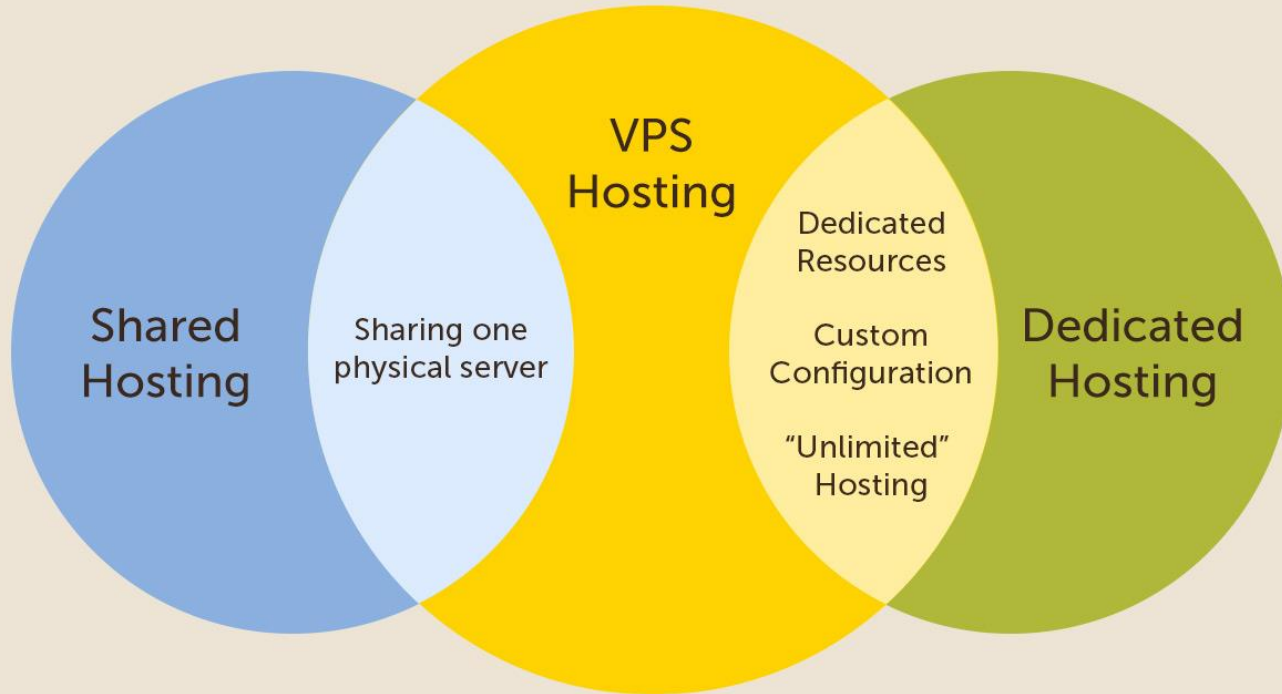 Shared
Hosting
Sharing one
physical server
VPS
Hosting
Dedicated
Resources
Custom
Configuration
“Unlimited”
Hosting
Dedicated
Hosting